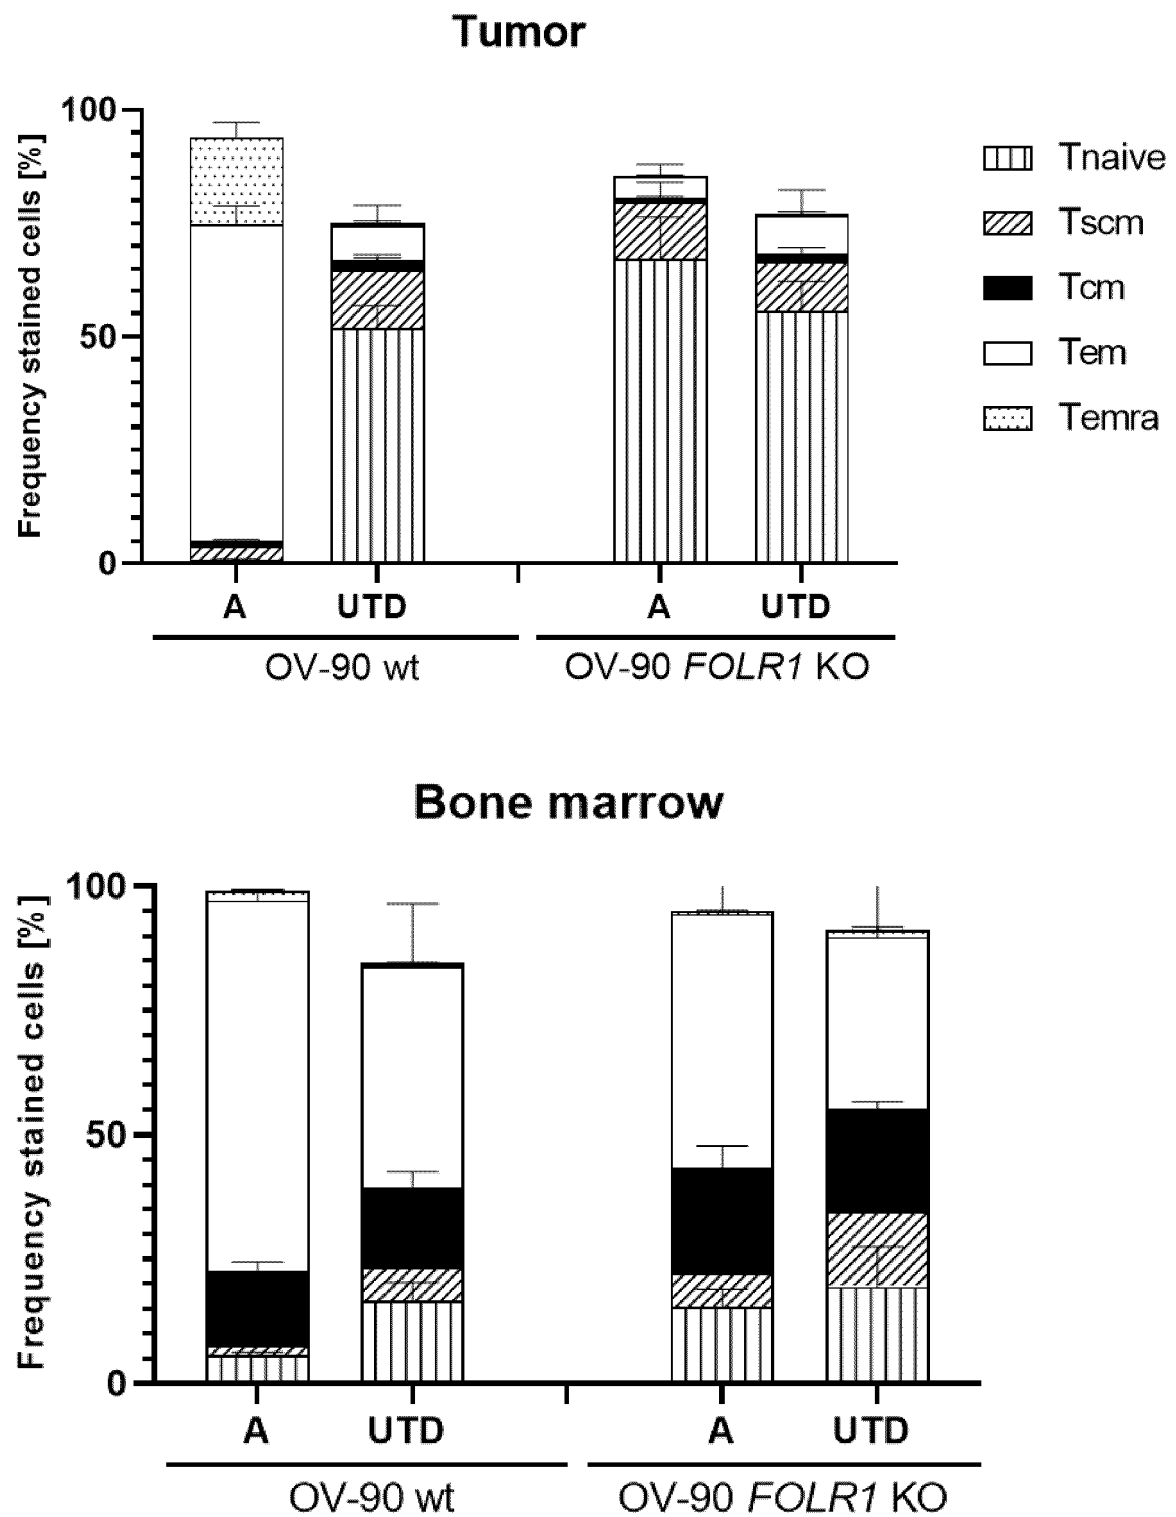 Tumor
Frequency stained cells [%]
100
50
0
A UTD A UTD
OV-90 wt OV-90 FOLR1 KO
Tnaive
Tscm
Tcm
Tem
Temra
Bone marrow
Frequency stained cells [%]
100
50
0
A UTD A UTD
OV-90 wt OV-90 FOLR1 KO